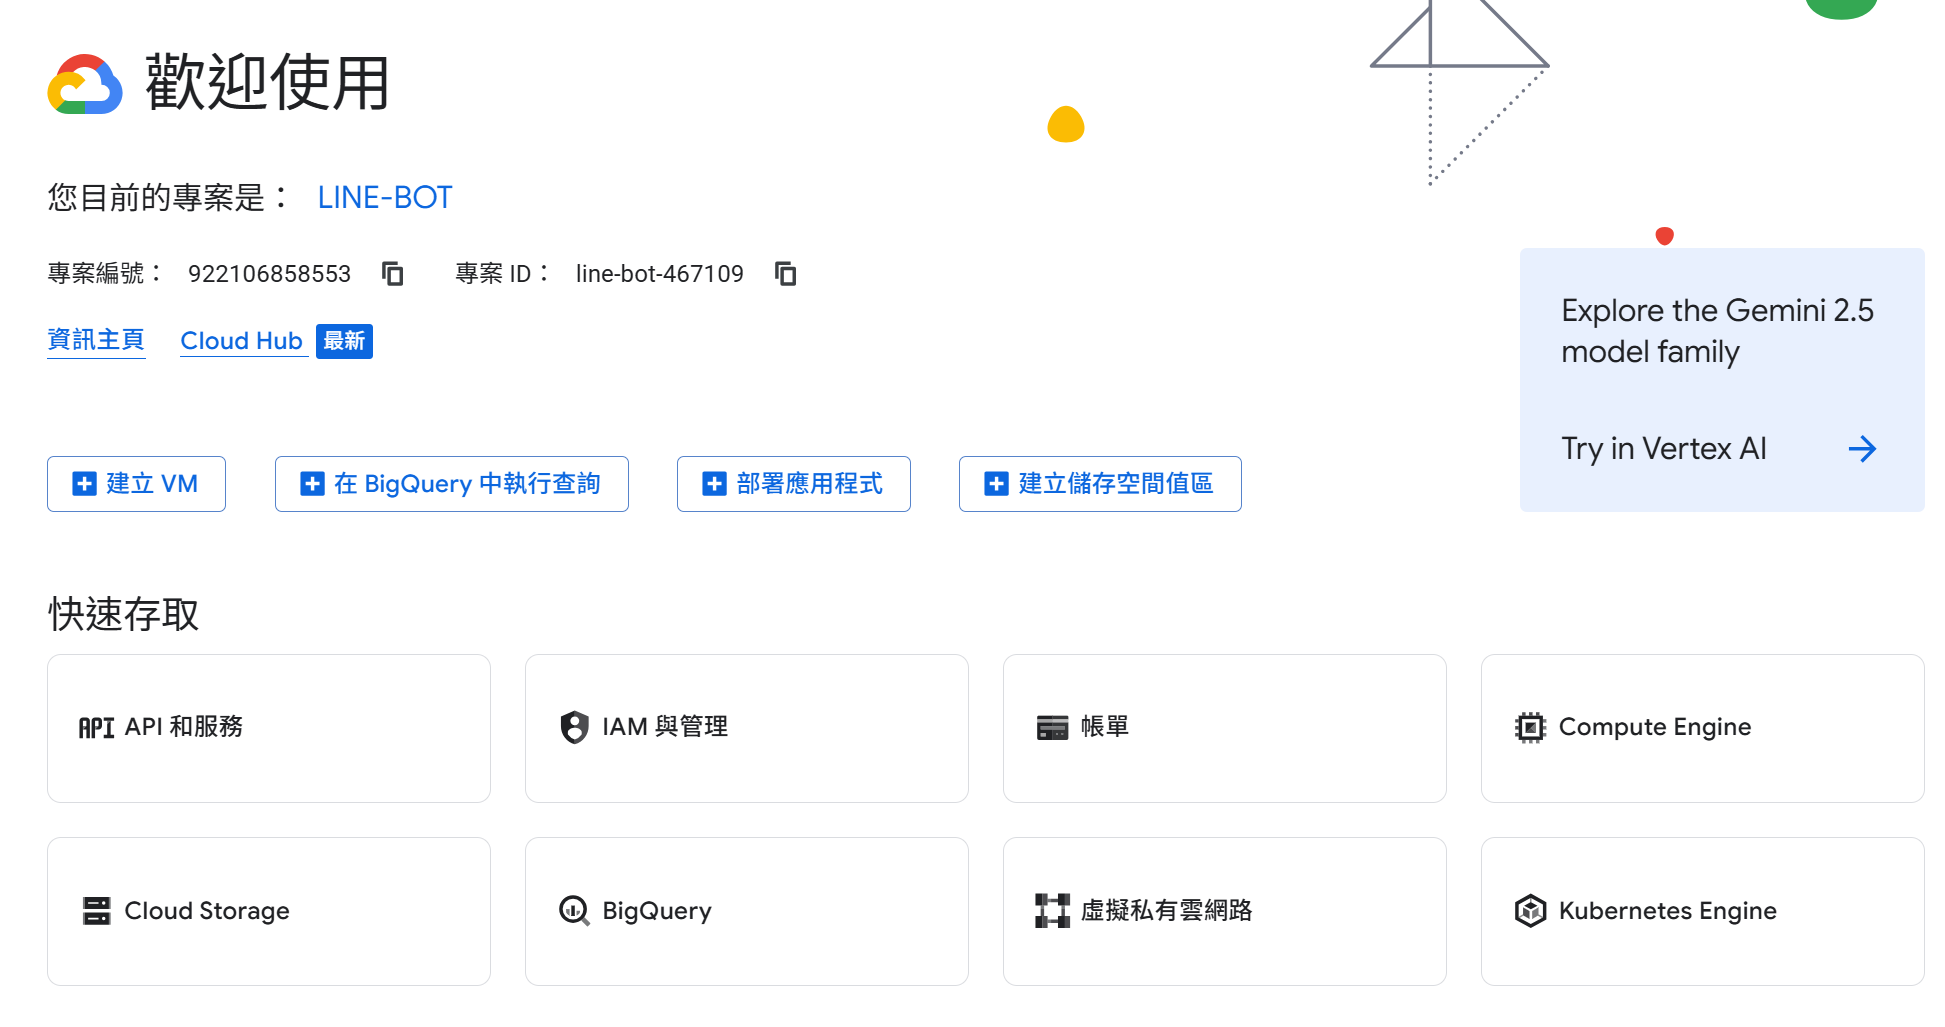 歡迎使用
您目前的專案是： LINE-BOT
專案編號： 922106858553 專案 ID： line-bot-467109
資訊主頁 Cloud Hub 最新
Explore the Gemini 2.5
model family
Try in Vertex AI
建立 VM 在 BigQuery 中執行查詢 部署應用程式 建立儲存空間值區
快速存取
API API 和服務 IAM 與管理 帳單 Compute Engine
Cloud Storage BigQuery 虛擬私有雲網路 Kubernetes Engine